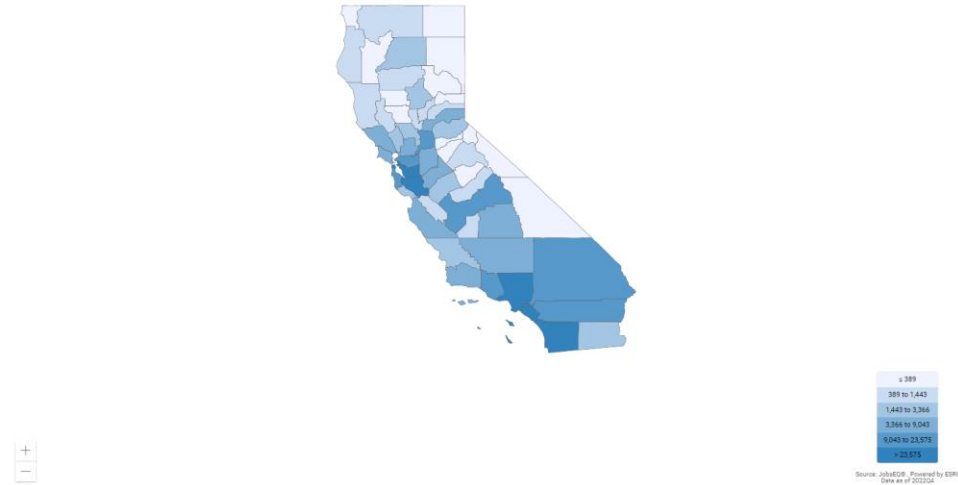 ≤ 389
389 to 1,443
1,443 to 3,366
3,366 to 9,043
9,043 to 23,575
> 23,575
Source: JobsEQ® , Powered by ESRI
Data as of 2022Q4
+
−